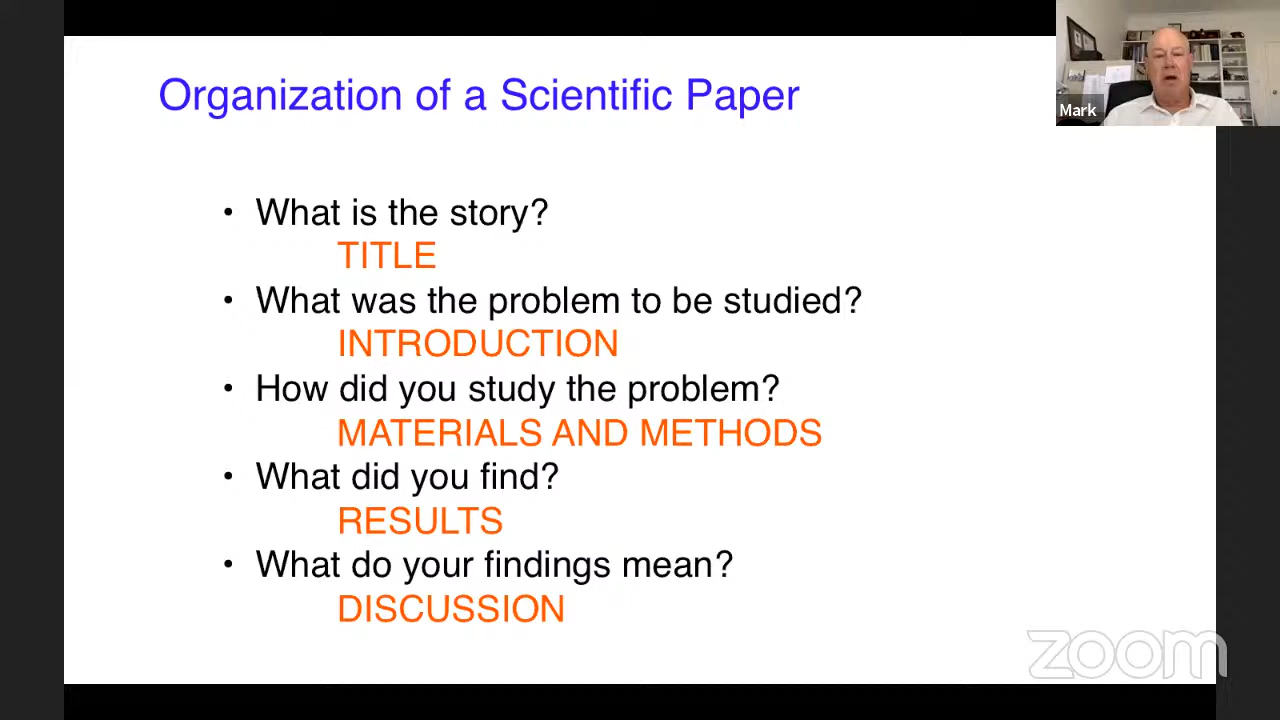 Organization of a Scientific Paper
Mark
• What is the story?
TITLE
• What was the problem to be studied?
INTRODUCTION
• How did you study the problem?
MATERIALS AND METHODS
• What did you find?
RESULTS
• What do your findings mean?
DISCUSSION
zoom